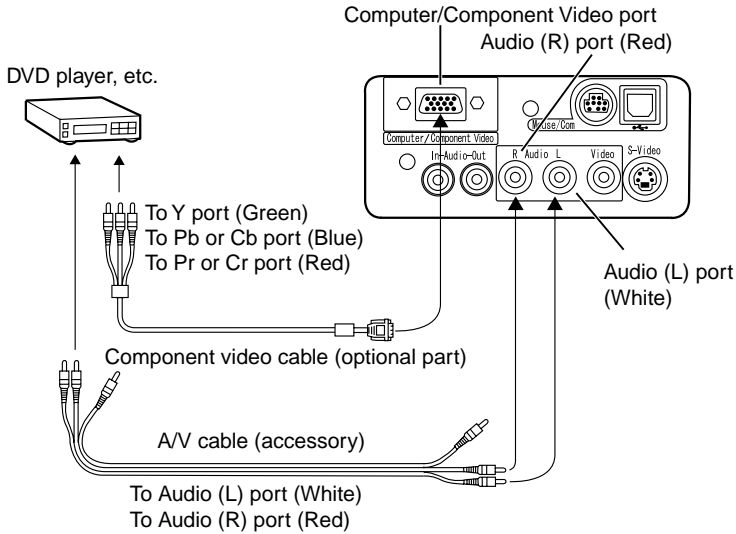 Computer/Component Video port
Audio (R) port (Red)
DVD player, etc.
Mouse/Com
Computer/Component Video
In-Audio-Out
R Audio L
Video
S-Video
To Y port (Green)
To Pb or Cb port (Blue)
To Pr or Cr port (Red)
Audio (L) port
(White)
Component video cable (optional part)
A/V cable (accessory)
To Audio (L) port (White)
To Audio (R) port (Red)